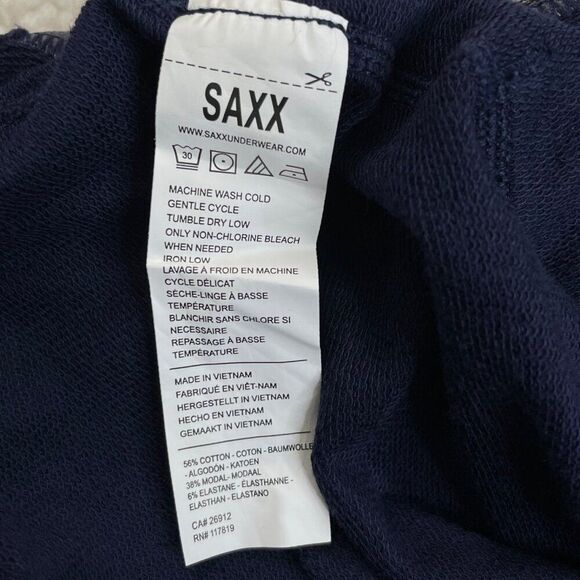 SAXX
WWW.SAXXUNDERWEAR.COM
30
MACHINE WASH COLD
GENTLE CYCLE
TUMBLE DRY LOW
ONLY NON-CHLORINE BLEACH
WHEN NEEDED
IRON LOW
LAVAGE À FROID EN MACHINE
CYCLE DÉLICAT
SÈCHE-LINGE À BASSE
TEMPÉRATURE
BLANCHIR SANS CHLORE SI
NECESSAIRE
REPASSAGE À BASSE
TEMPÉRATURE
MADE IN VIETNAM
FABRIQUÉ EN VIÊT-NAM
HERGESTELLT IN VIETNAM
HECHO EN VIETNAM
GEMAAKT IN VIETNAM
56% COTTON - COTON - BAUMWOLLE
- ALGODÓN - KATOEN
38% MODAL- MODAAL
6% ELASTANE - ÉLASTHANNE -
ELASTHAN - ELASTANO
CA# 26912
RN# 117819